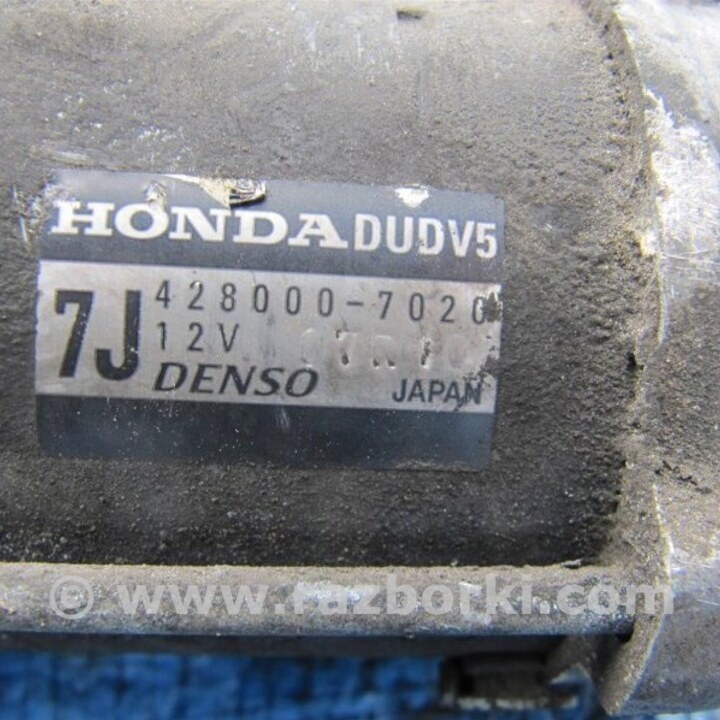 HONDA DUDV5
7J 428000-7020
12V
DENSO JAPAN
© www.razborki.com